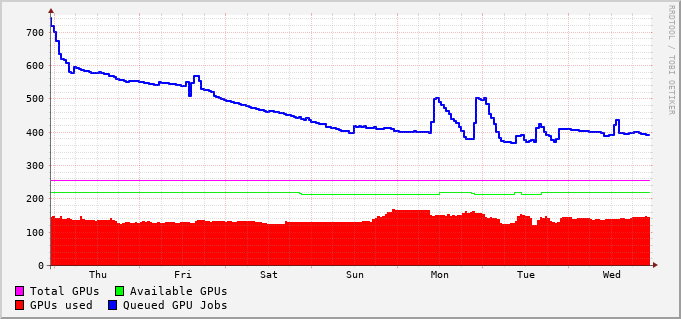 RRDTOOL / TOBI OETIKER
700
600
500
400
300
200
100
0
Thu Fri Sat Sun Mon Tue Wed
Total GPUs Available GPUs
GPUs used Queued GPU Jobs